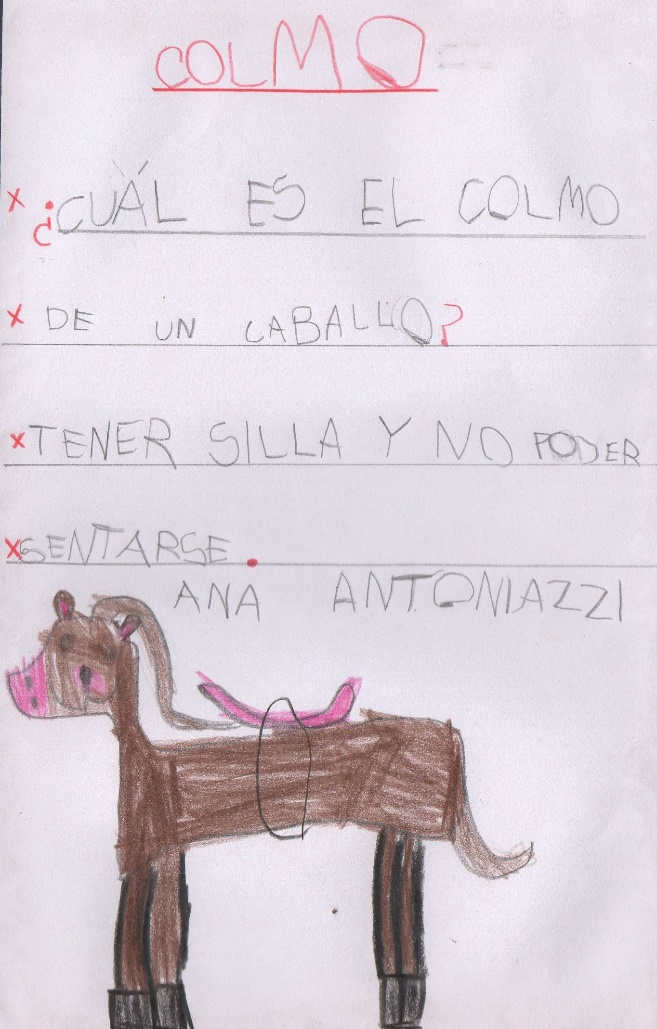 COLMO
¿CUÁL ES EL COLMO
DE UN CABALLO?
TENER SILLA Y NO PODER
SENTARSE.
ANA ANTONIAZZI